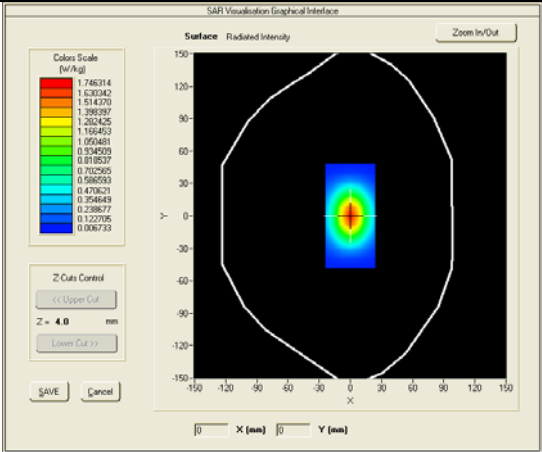 SAR Visualisation Graphical Interface
Surface Radiated Intensity
Zoom In/Out
Colors Scale
(W/kg)
1.746314
1.630342
1.514370
1.398397
1.282425
1.166453
1.050481
0.934509
0.818537
0.702565
0.586593
0.470621
0.354649
0.238677
0.122705
0.006733
150
120
90
60
30
0
-30
-60
-90
-120
-150
Y
-150 -120 -90 -60 -30 0 30 60 90 120 150
X
Z-Cuts Control
<< Upper Cut
Z = 4.0 mm
Lower Cut >>
SAVE Cancel
0 X (mm) 0 Y (mm)